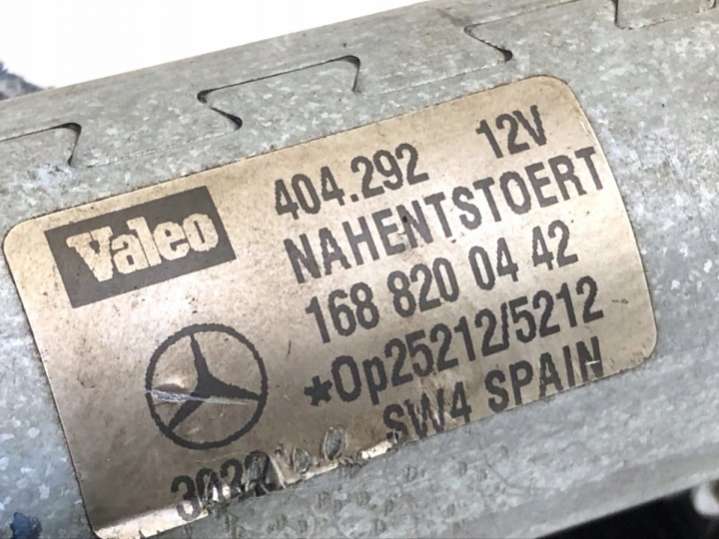 Valeo
404.292 12V
NAHENTSTOERT
168 820 04 42
*Op25212/5212
SW4 SPAIN